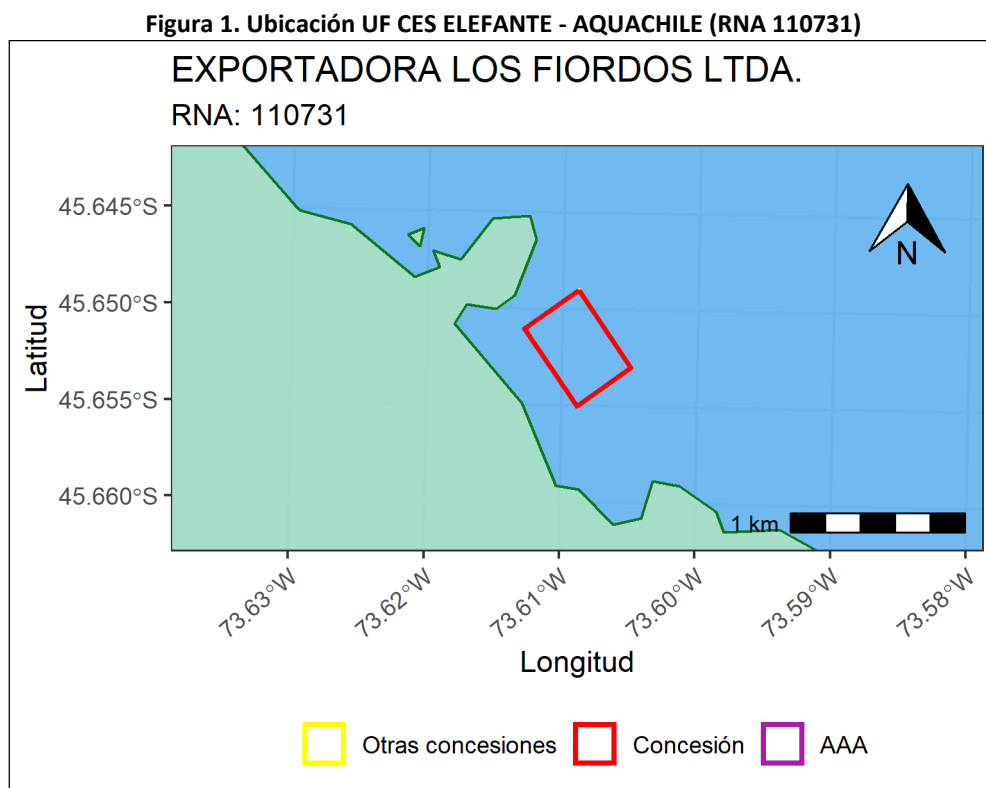 Figura 1. Ubicación UF CES ELEFANTE - AQUACHILE (RNA 110731)
EXPORTADORA LOS FIORDOS LTDA.
RNA: 110731
45.645°S
45.650°S
45.655°S
45.660°S
Latitud
N
1 km
73.63°W
73.62°W
73.61°W
73.60°W
73.59°W
73.58°W
Longitud
Otras concesiones
Concesión
AAA